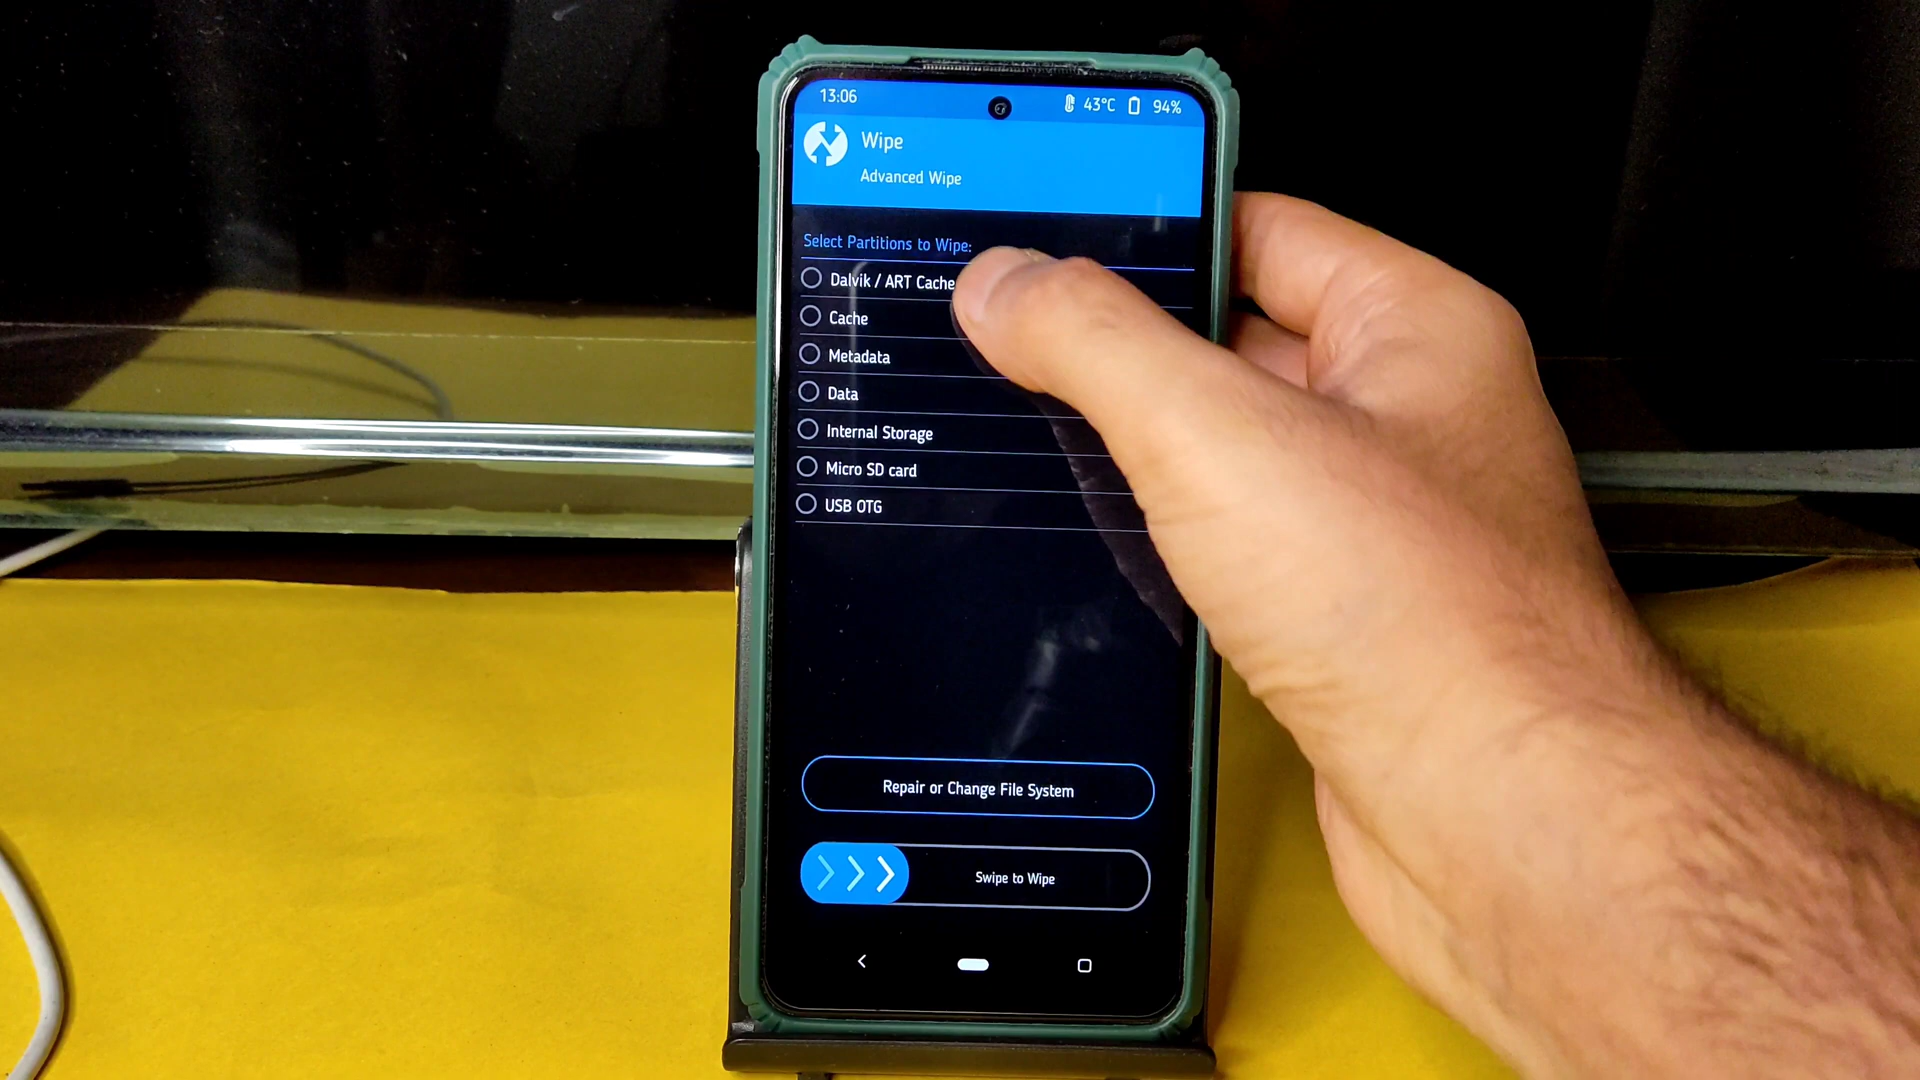 13:06
43°C 94%
Wipe
Advanced Wipe
Select Partitions to Wipe:
Dalvik / ART Cache
Cache
Metadata
Data
Internal Storage
Micro SD card
USB OTG
Repair or Change File System
Swipe to Wipe